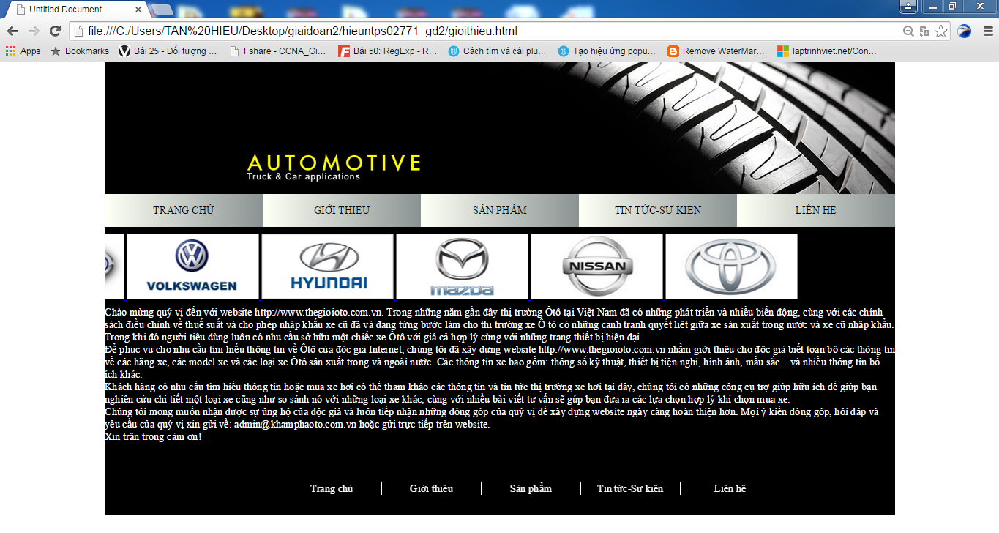 Untitled Document
file:///C:/Users/TAN%20HIEU/Desktop/giaidoan2/hieuntps02771_gd2/gioithieu.html
Apps Bookmarks Bài 25 - Đối tượng ... Fshare - CCNA_Gi... Bài 50: RegExp - R... Cách tìm và cài plu... Tạo hiệu ứng popu... Remove WaterMar... laptrinhviet.net/Con...
AUTOMOTIVE
Truck & Car applications
TRANG CHỦ GIỚI THIỆU SẢN PHẨM TIN TỨC-SỰ KIỆN LIÊN HỆ
VOLKSWAGEN HYUNDAI mazda NISSAN
Chào mừng quý vị đến với website http://www.thegioioto.com.vn. Trong những năm gần đây thị trường Ôtô tại Việt Nam đã có những phát triển và nhiều biến động, cùng với các chính
sách điều chỉnh về thuế suất và cho phép nhập khẩu xe cũ đã và đang từng bước làm cho thị trường xe Ô tô có những cạnh tranh quyết liệt giữa xe sản xuất trong nước và xe cũ nhập khẩu.
Trong khi đó người tiêu dùng luôn có nhu cầu sở hữu một chiếc xe Ôtô với giá cả hợp lý cùng với những trang thiết bị hiện đại.
Để phục vụ cho nhu cầu tìm hiểu thông tin về Ôtô của độc giả Internet, chúng tôi đã xây dựng website http://www.thegioioto.com.vn nhằm giới thiệu cho độc giả biết toàn bộ các thông tin
về các hãng xe, các model xe và các loại xe Ôtô sản xuất trong và ngoài nước. Các thông tin xe bao gồm: thông số kỹ thuật, thiết bị tiện nghi, hình ảnh, mầu sắc... và nhiều thông tin bổ
ích khác.
Khách hàng có nhu cầu tìm hiểu thông tin hoặc mua xe hơi có thể tham khảo các thông tin và tin tức thị trường xe hơi tại đây, chúng tôi có những công cụ trợ giúp hữu ích để giúp bạn
nghiên cứu chi tiết một loại xe cũng như so sánh nó với những loại xe khác, cùng với nhiều bài viết tư vấn sẽ gúp bạn đưa ra các lựa chọn hợp lý khi chọn mua xe.
Chúng tôi mong muốn nhận được sự ủng hộ của độc giả và luôn tiếp nhận những đóng góp của quý vị để xây dựng website ngày càng hoàn thiện hơn. Mọi ý kiến đóng góp, hỏi đáp và
yêu cầu của quý vị xin gửi về: admin@khamphaoto.com.vn hoặc gửi trực tiếp trên website.
Xin trân trọng cảm ơn!
Trang chủ Giới thiệu Sản phẩm Tin tức-Sự kiện Liên hệ